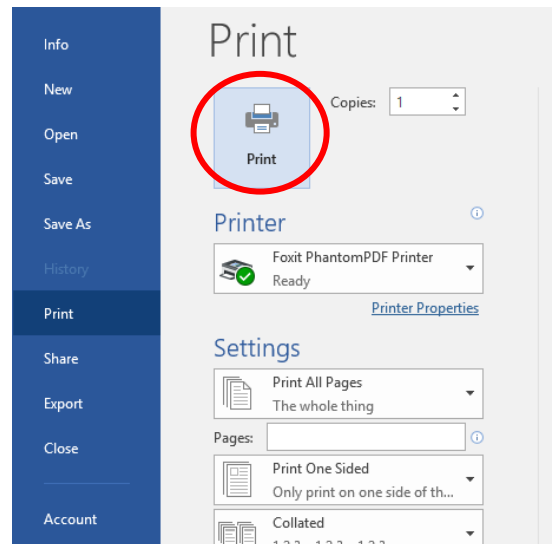 Info
New
Open
Save
Save As
History
Print
Share
Export
Close
Account
Print
Print
Copies: 1
Printer
Foxit PhantomPDF Printer
Ready
Printer Properties
Settings
Print All Pages
The whole thing
Pages:
Print One Sided
Only print on one side of th...
Collated